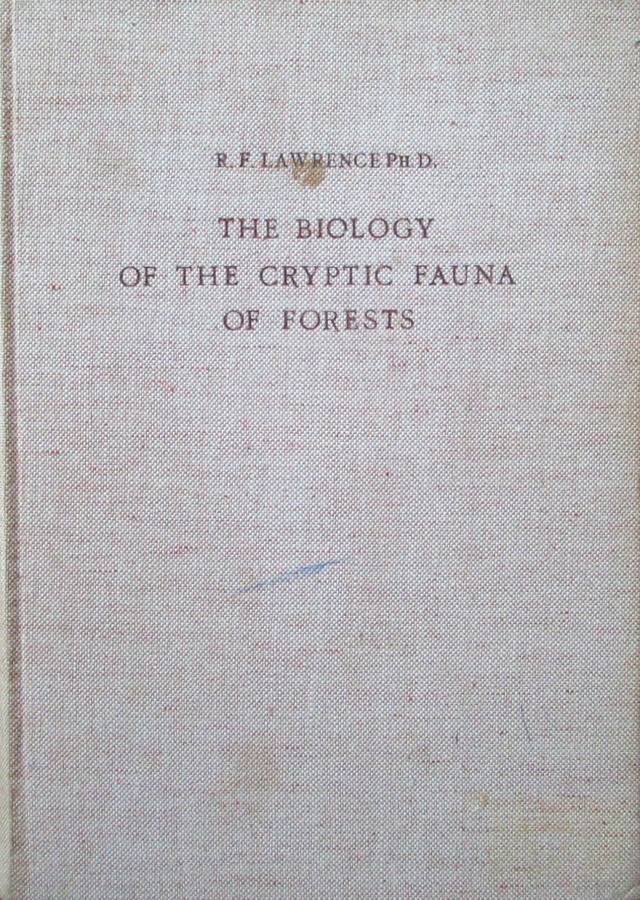 R. F. LAWRENCE PH. D.
THE BIOLOGY
OF THE CRYPTIC FAUNA
OF FORESTS